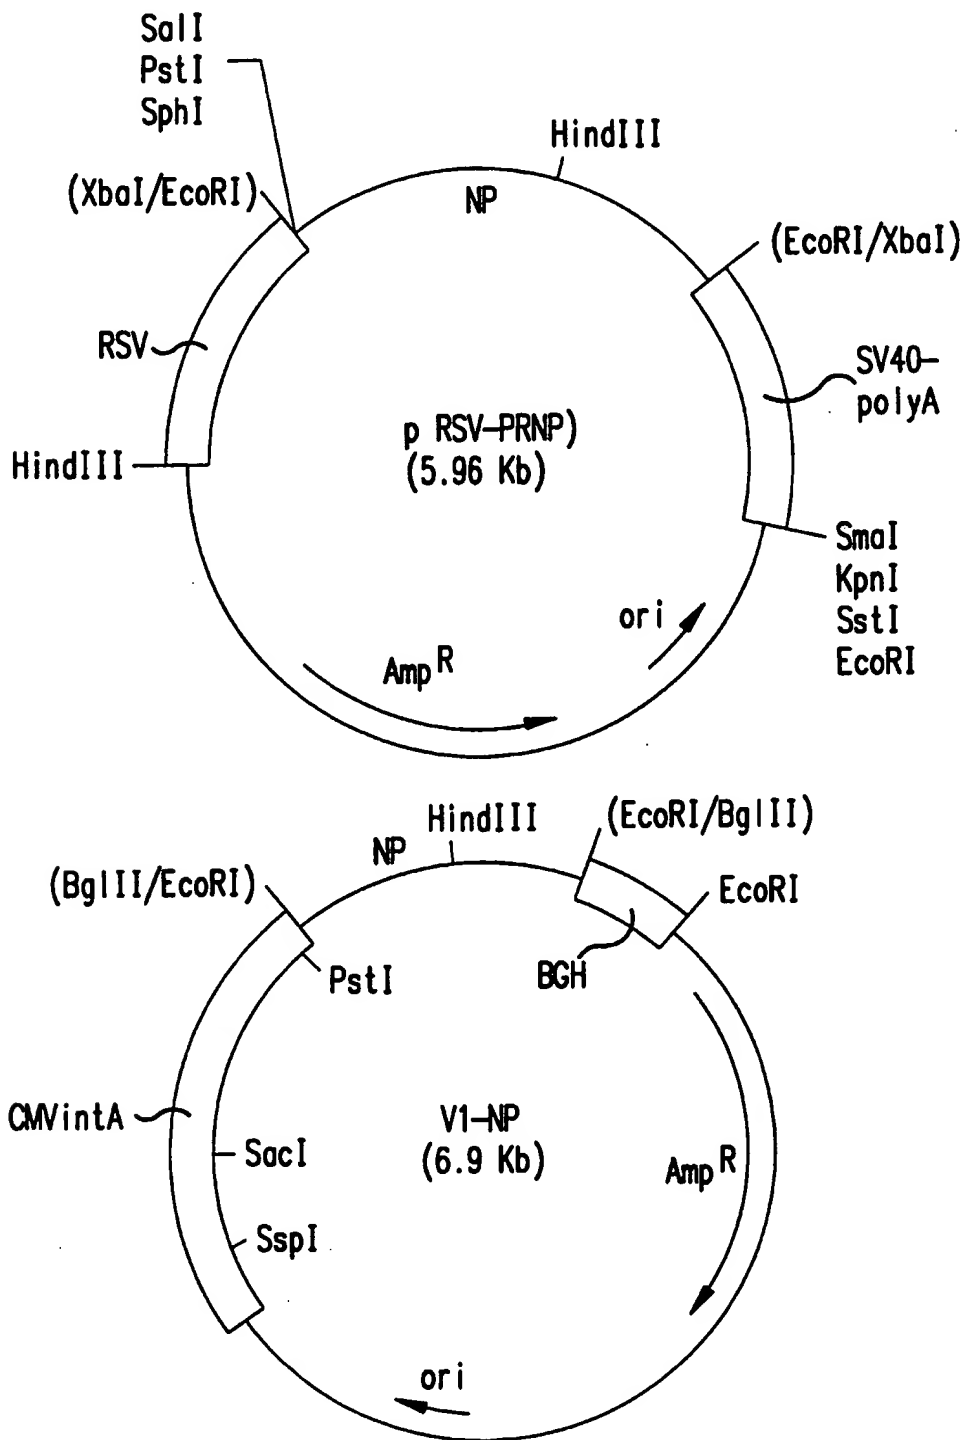 SalI
PstI
SphI
HindIII
(XbaI/EcoRI)
NP
(EcoRI/XbaI)
RSV
SV40-
polyA
p RSV-PRNP)
(5.96 Kb)
HindIII
SmaI
KpnI
SstI
EcoRI
ori
Amp R
HindIII
(EcoRI/BglII)
NP
(BglII/EcoRI)
EcoRI
PstI
BGH
CMVintA
V1-NP
(6.9 Kb)
SacI
Amp R
SspI
ori